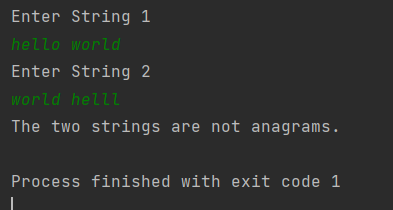 Enter String 1
hello world
Enter String 2
world helll
The two strings are not anagrams.
Process finished with exit code 1